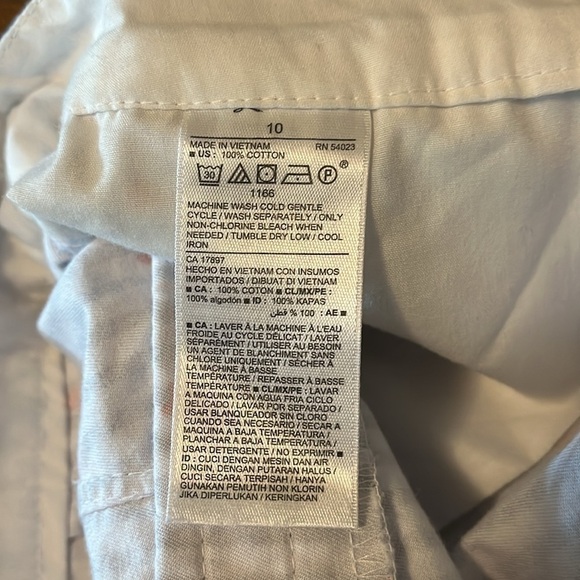 10
MADE IN VIETNAM RN 54023
■ US : 100% COTTON
30 P ®
1166
MACHINE WASH COLD GENTLE
CYCLE / WASH SEPARATELY / ONLY
NON-CHLORINE BLEACH WHEN
NEEDED / TUMBLE DRY LOW / COOL
IRON
CA 17897
HECHO EN VIETNAM CON INSUMOS
IMPORTADOS / DIBUAT DI VIETNAM
■ CA : 100% COTON ■ CL/MX/PE :
100% algodón ■ ID : 100% KAPAS
■ AE : 100 % قطن
■ CA : LAVER À LA MACHINE À L'EAU
FROIDE AU CYCLE DÉLICAT / LAVER
SÉPARÉMENT / UTILISER AU BESOIN
UN AGENT DE BLANCHIMENT SANS
CHLORE UNIQUEMENT / SÉCHER À
LA MACHINE À BASSE
TEMPÉRATURE / REPASSER À BASSE
TEMPÉRATURE ■ CL/MX/PE : LAVAR
A MAQUINA CON AGUA FRIA CICLO
DELICADO / LAVAR POR SEPARADO /
USAR BLANQUEADOR SIN CLORO
CUANDO SEA NECESARIO / SECAR A
MAQUINA A BAJA TEMPERATURA /
PLANCHAR A BAJA TEMPERATURA /
USAR DETERGENTE / NO EXPRIMIR ■
ID : CUCI DENGAN MESIN DAN AIR
DINGIN, DENGAN PUTARAN HALUS /
CUCI SECARA TERPISAH / HANYA
GUNAKAN PEMUTIH NON KLORIN
JIKA DIPERLUKAN / KERINGKAN